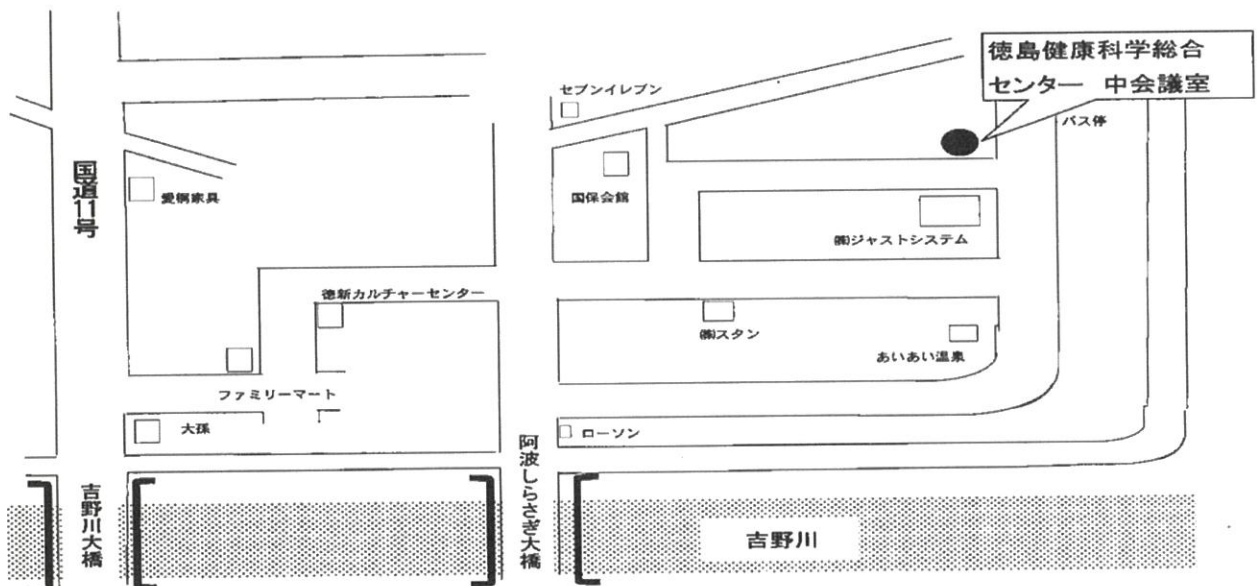 徳島健康科学総合
センター 中会議室
セブンイレブン
バス停
国道11号
愛桐家具
国保会館
㈱ジャストシステム
徳新カルチャーセンター
㈱スタン
あいあい温泉
ファミリーマート
大孫
ローソン
吉野川大橋
阿波しらさぎ大橋
吉野川